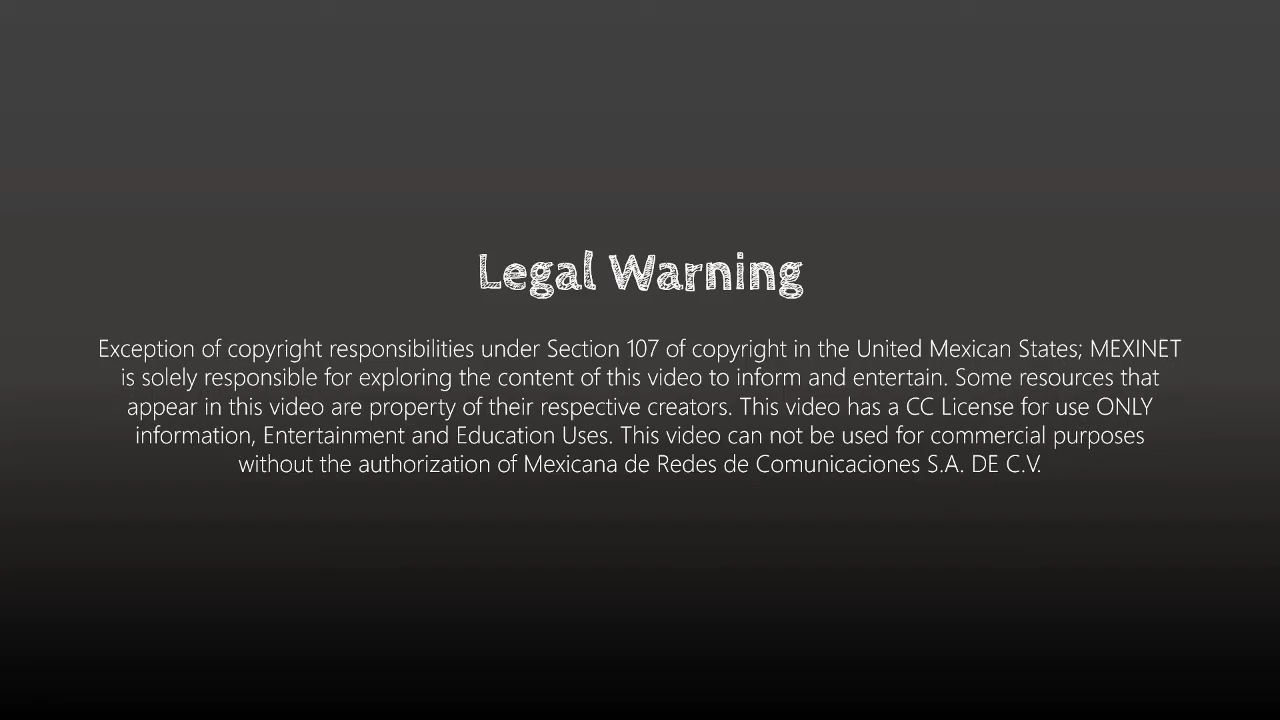 Legal Warning
Exception of copyright responsibilities under Section 107 of copyright in the United Mexican States; MEXINET
is solely responsible for exploring the content of this video to inform and entertain. Some resources that
appear in this video are property of their respective creators. This video has a CC License for use ONLY
information, Entertainment and Education Uses. This video can not be used for commercial purposes
without the authorization of Mexicana de Redes de Comunicaciones S.A. DE C.V.